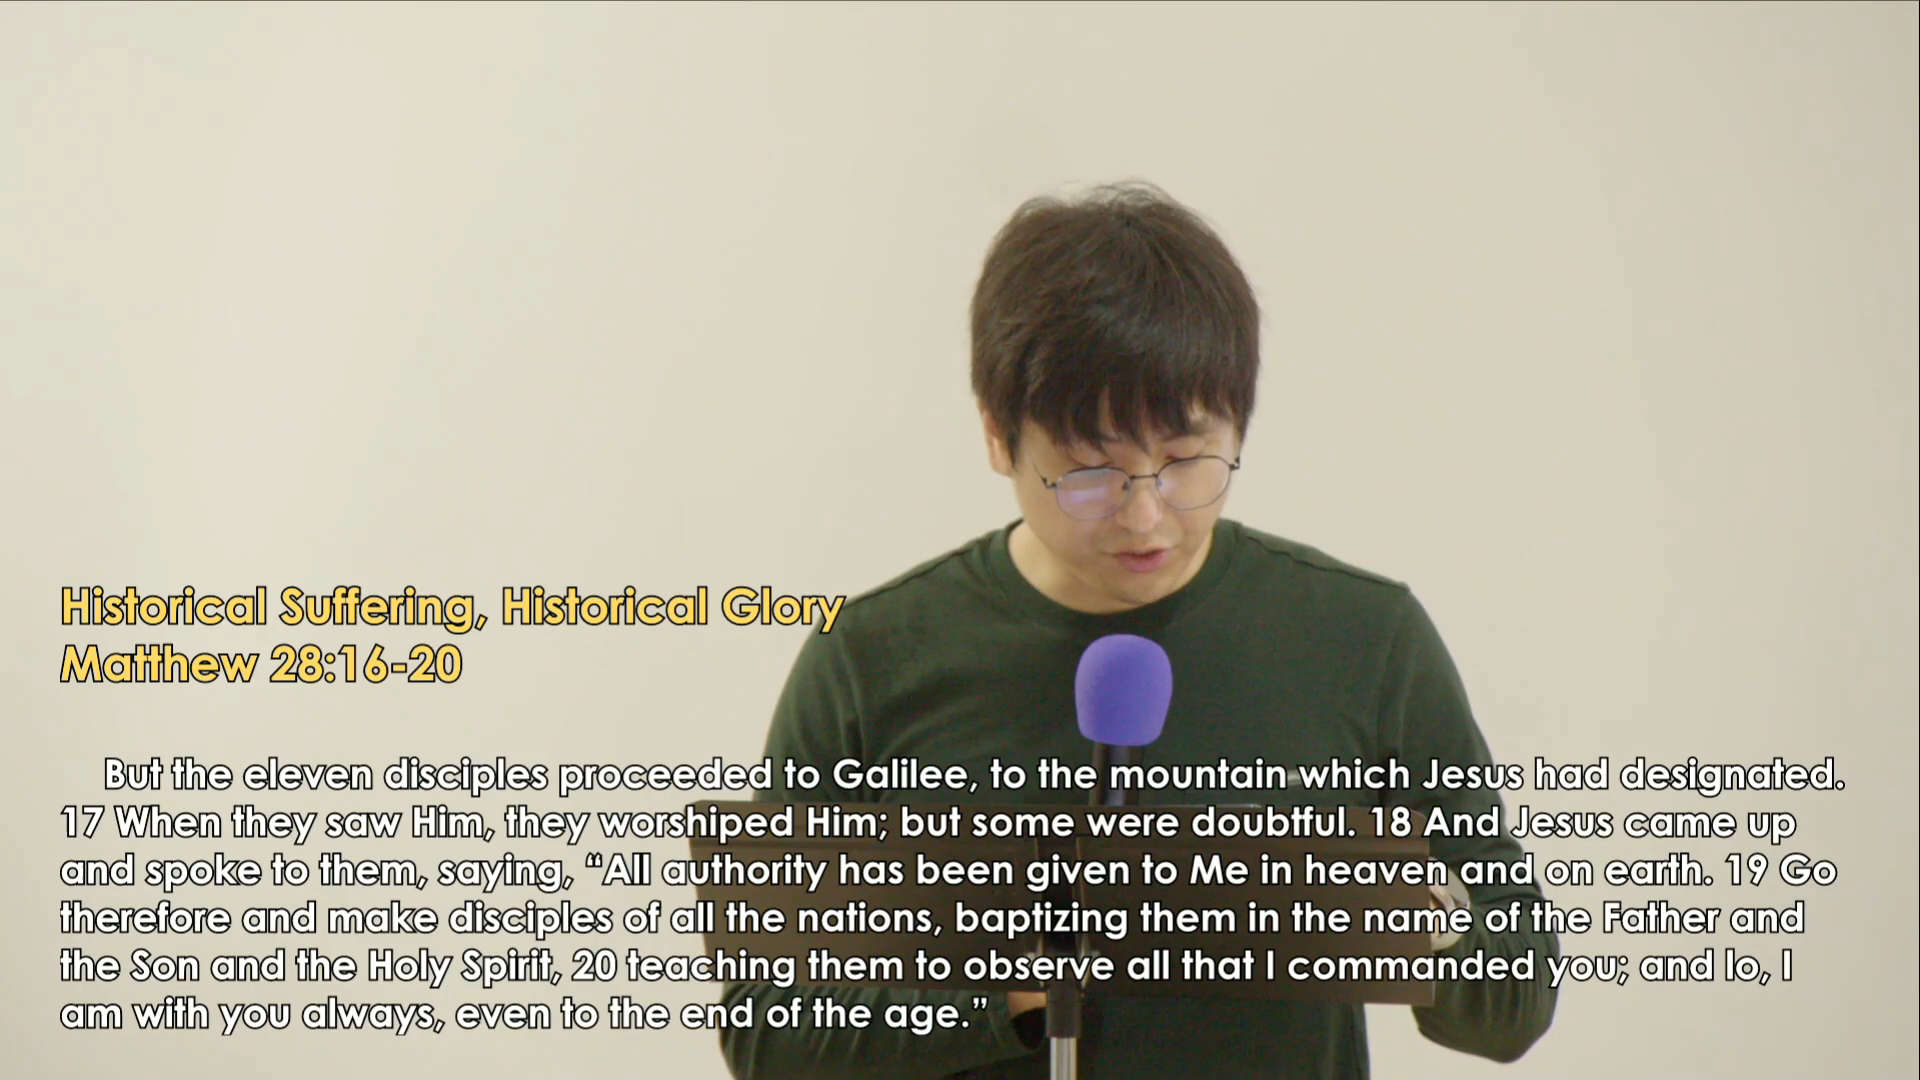 Historical Suffering, Historical Glory
Matthew 28:16-20
But the eleven disciples proceeded to Galilee, to the mountain which Jesus had designated.
17 When they saw Him, they worshiped Him; but some were doubtful. 18 And Jesus came up
and spoke to them, saying, “All authority has been given to Me in heaven and on earth. 19 Go
therefore and make disciples of all the nations, baptizing them in the name of the Father and
the Son and the Holy Spirit, 20 teaching them to observe all that I commanded you; and lo, I
am with you always, even to the end of the age.”